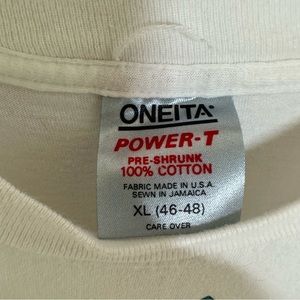 ONEITA
POWER-T
PRE-SHRUNK
100% COTTON
FABRIC MADE IN U.S.A.
SEWN IN JAMAICA
XL (46-48)
CARE OVER